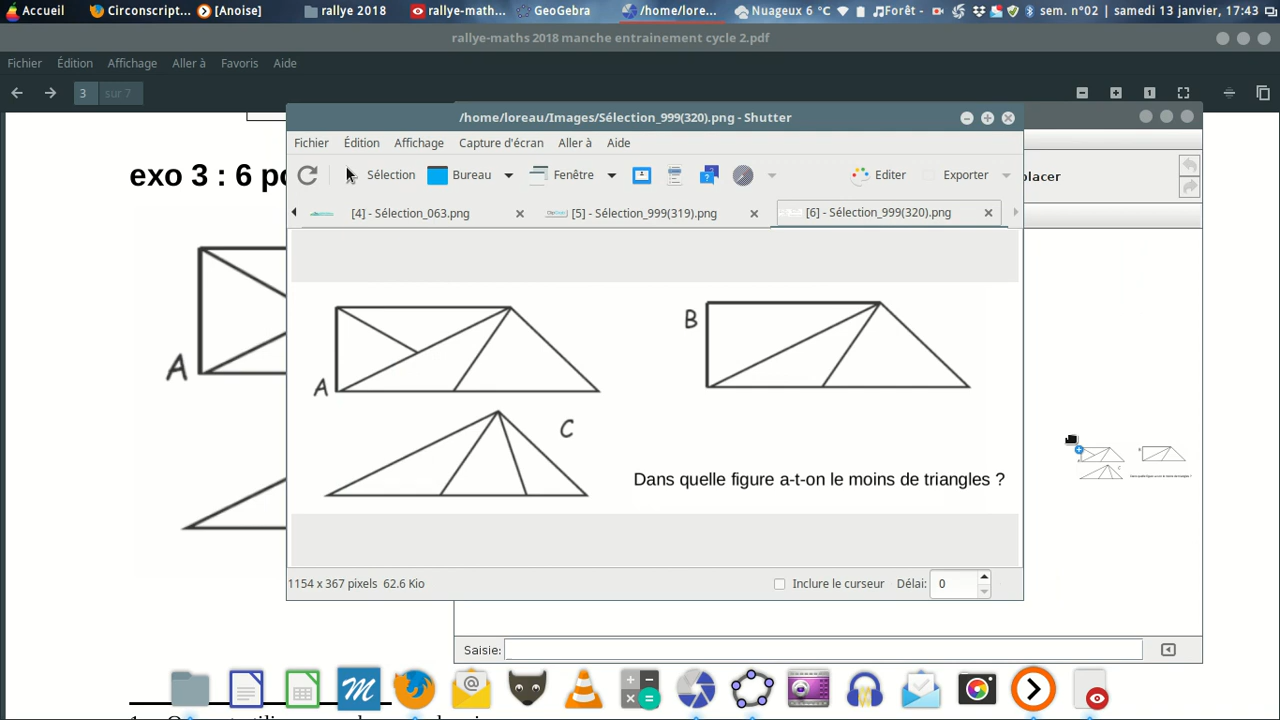 Accueil Circonscript... [Anoise] rallye 2018 rallye-math... GeoGebra /home/lore... Nuageux 6 °C ♫Forêt - sem. n°02 | samedi 13 janvier, 17:43
rallye-maths 2018 manche entrainement cycle 2.pdf
Fichier Édition Affichage Aller à Favoris Aide
3 sur 7
/home/loreau/Images/Sélection_999(320).png - Shutter
Fichier Édition Affichage Capture d'écran Aller à Aide
Sélection Bureau Fenêtre Editer Exporter
placer
[4] - Sélection_063.png [5] - Sélection_999(319).png [6] - Sélection_999(320).png
exo 3 : 6 po
A
A
B
C
Dans quelle figure a-t-on le moins de triangles ?
1154 x 367 pixels 62.6 Kio
Inclure le curseur Délai: 0
Saisie: